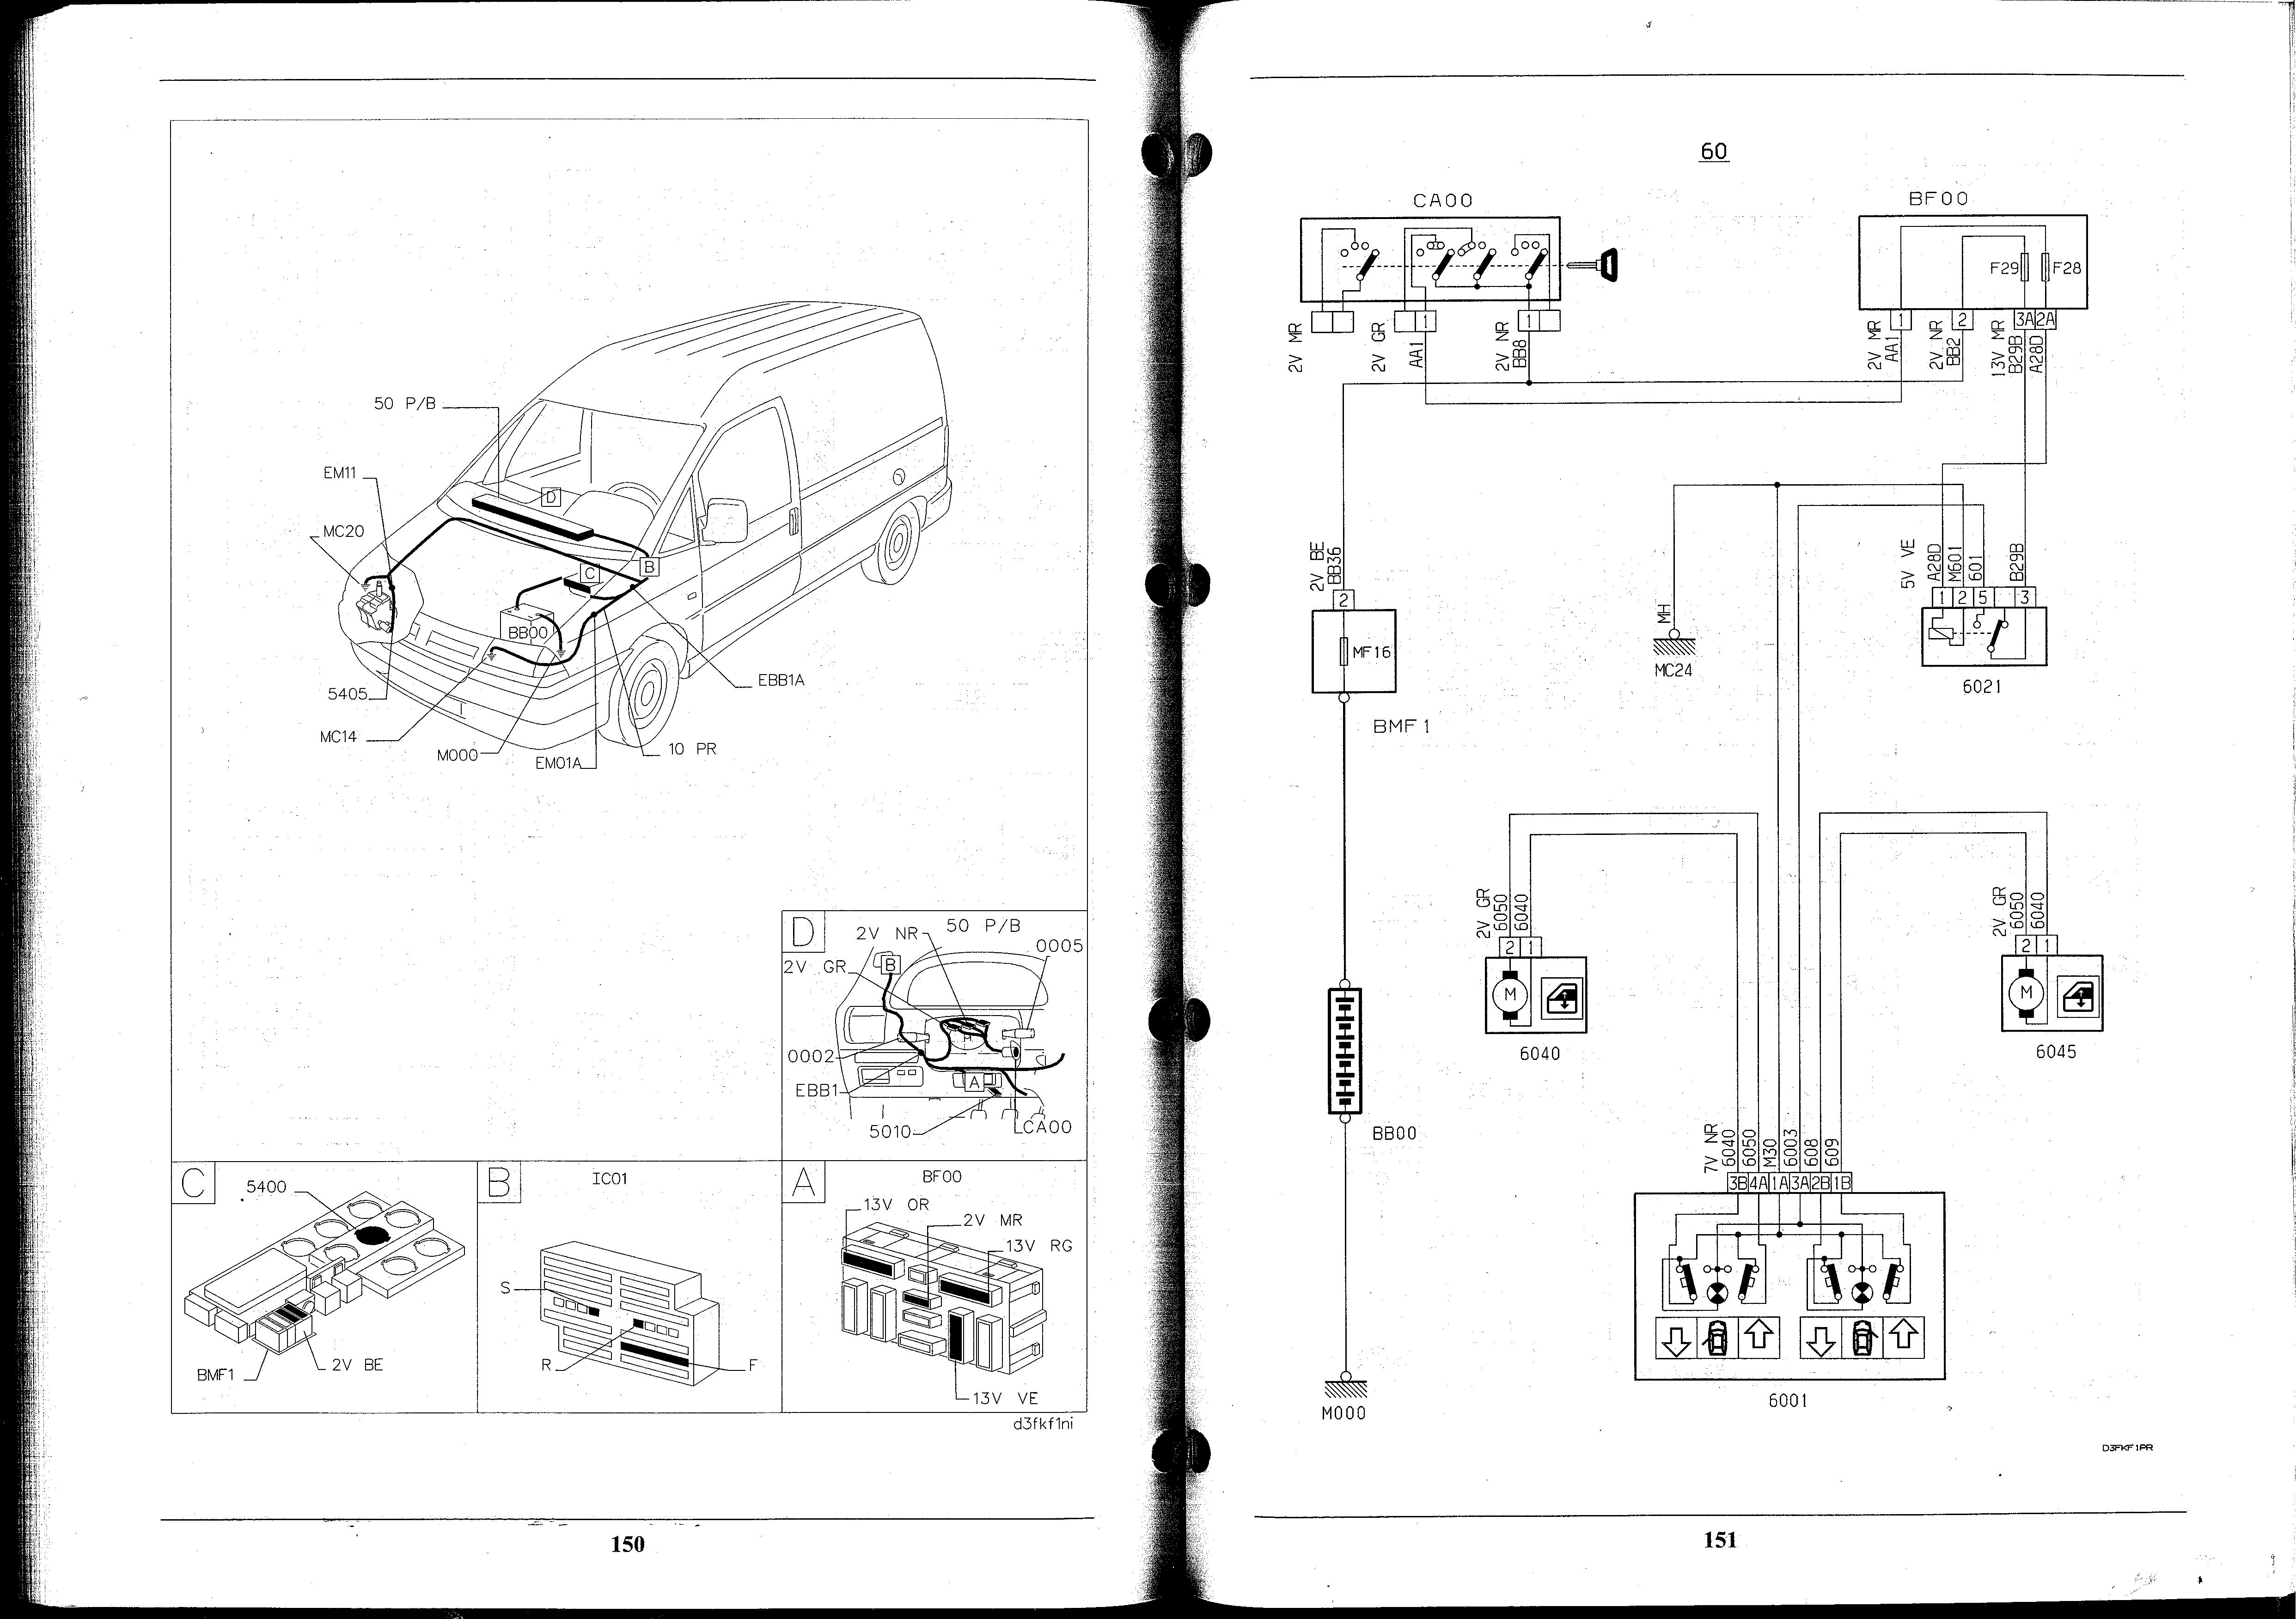 50 P/B
D
EM11
MC20
B
C
BB00
EBB1A
5405
MC14
M000
10 PR
EM01A
D
50 P/B
2V NR
0005
2V GR
B
M
0002
A
EBB1
5010
CA00
C
5400
BMF1
2V BE
B
IC01
S
R
F
A
BF00
13V OR
2V MR
13V RG
13V VE
d3fkf1ni
150
60
CA00
BF00
F29
F28
1
1
1
2
3A 2A
2V MR
2V GR
AA1
2V NR
BB8
2V MR
AA1
2V NR
BB2
13V MR
B29B
A28D
2V BE
BB36
2
MF16
BMF1
MH
MC24
5V VE
A28D
M601
601
B29B
1 2 5 3
6021
2V GR
6050
6040
2 1
M
6040
2V GR
6050
6040
2 1
M
6045
BB00
7V NR
6040
6050
M30
6003
608
609
3B 4A 1A 3A 2B 1B
6001
M000
D3FKF1PR
151